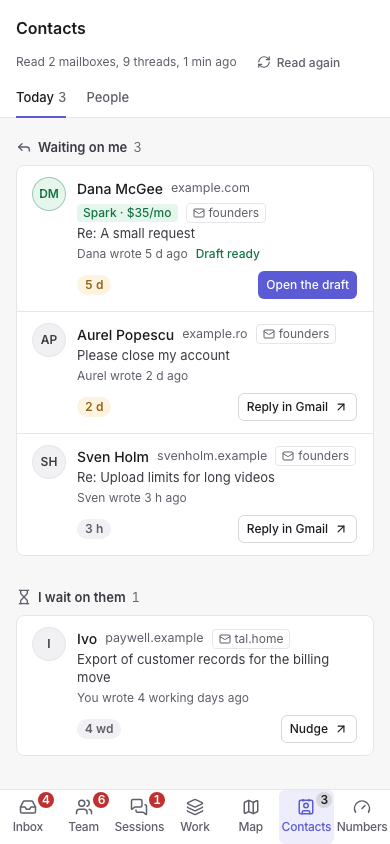 Contacts
Read 2 mailboxes, 9 threads, 1 min ago Read again
Today 3 People
Waiting on me 3
DM Dana McGee example.com
Spark · $35/mo founders
Re: A small request
Dana wrote 5 d ago Draft ready
5 d Open the draft
AP Aurel Popescu example.ro founders
Please close my account
Aurel wrote 2 d ago
2 d Reply in Gmail
SH Sven Holm svenholm.example founders
Re: Upload limits for long videos
Sven wrote 3 h ago
3 h Reply in Gmail
I wait on them 1
I Ivo paywell.example tal.home
Export of customer records for the billing
move
You wrote 4 working days ago
4 wd Nudge
4 6 1 3
Inbox Team Sessions Work Map Contacts Numbers